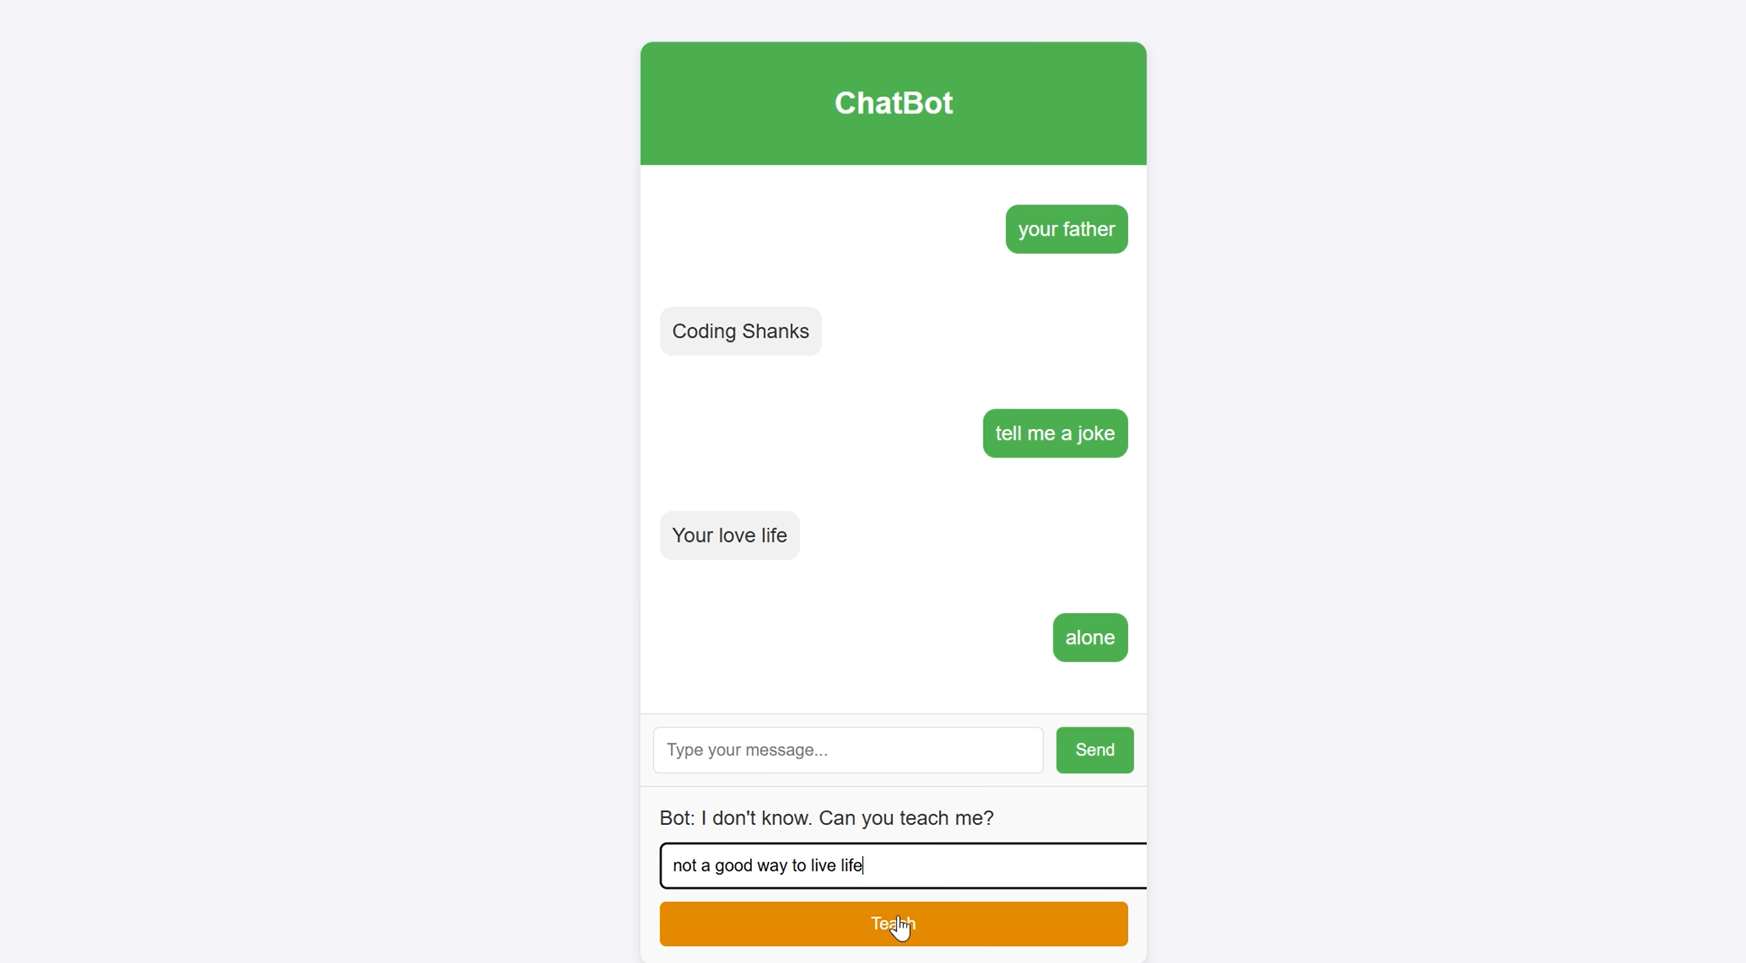 ChatBot
your father
Coding Shanks
tell me a joke
Your love life
alone
Type your message...
Send
Bot: I don't know. Can you teach me?
not a good way to live life
Teach